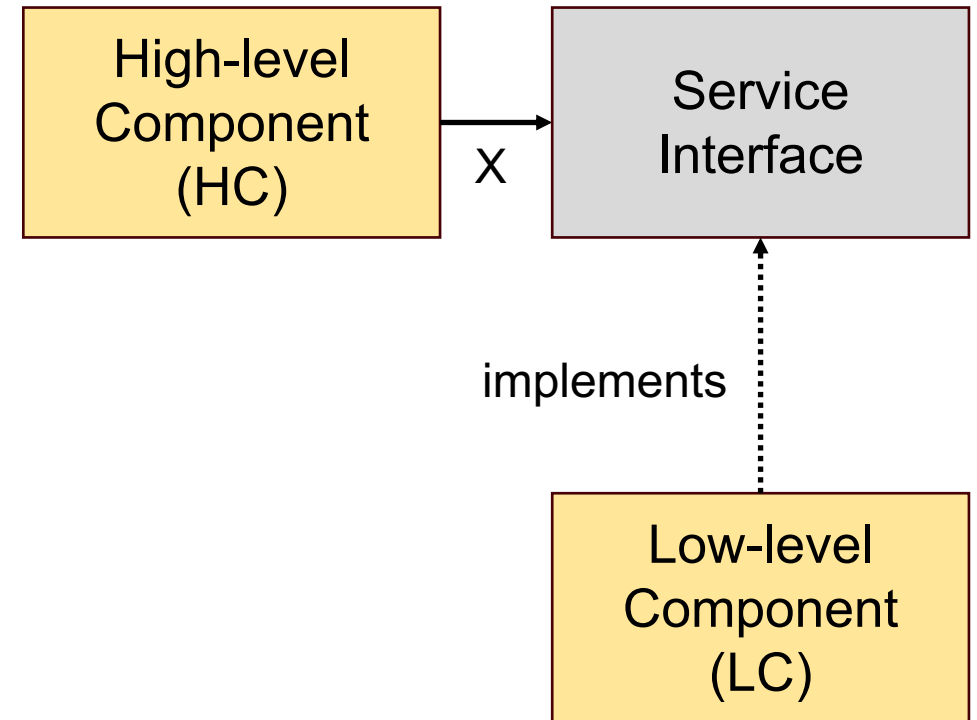 High-level
Component
(HC)
X
Service
Interface
implements
Low-level
Component
(LC)